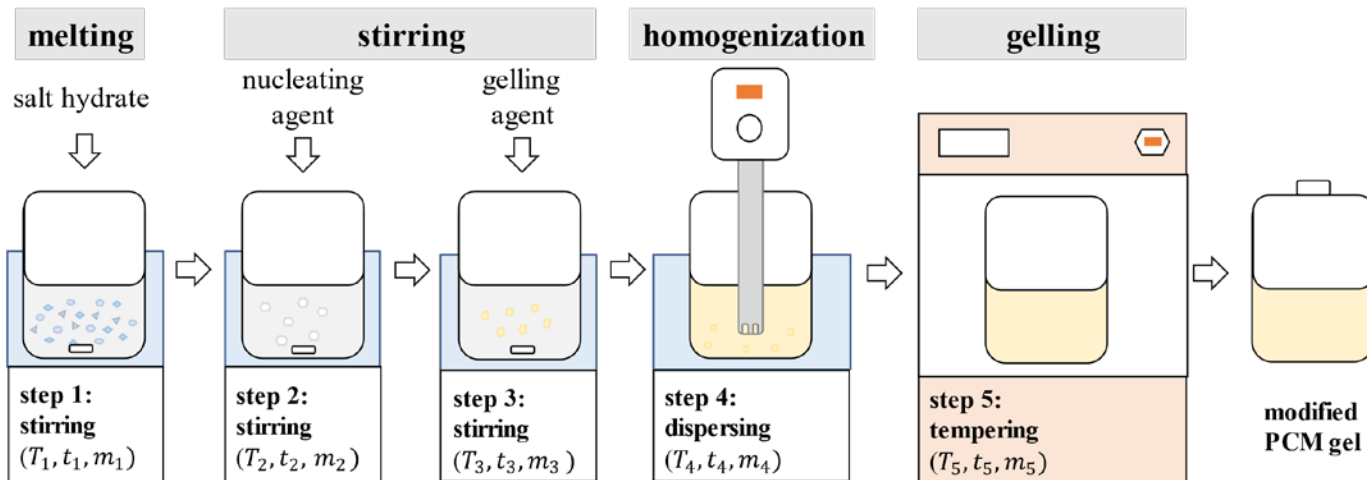 melting
stirring
homogenization
gelling
salt hydrate
nucleating
agent
gelling
agent
step 1:
stirring
(T₁, t₁, m₁)
step 2:
stirring
(T₂, t₂, m₂)
step 3:
stirring
(T₃, t₃, m₃ )
step 4:
dispersing
(T₄, t₄, m₄)
step 5:
tempering
(T₅, t₅, m₅)
modified
PCM gel